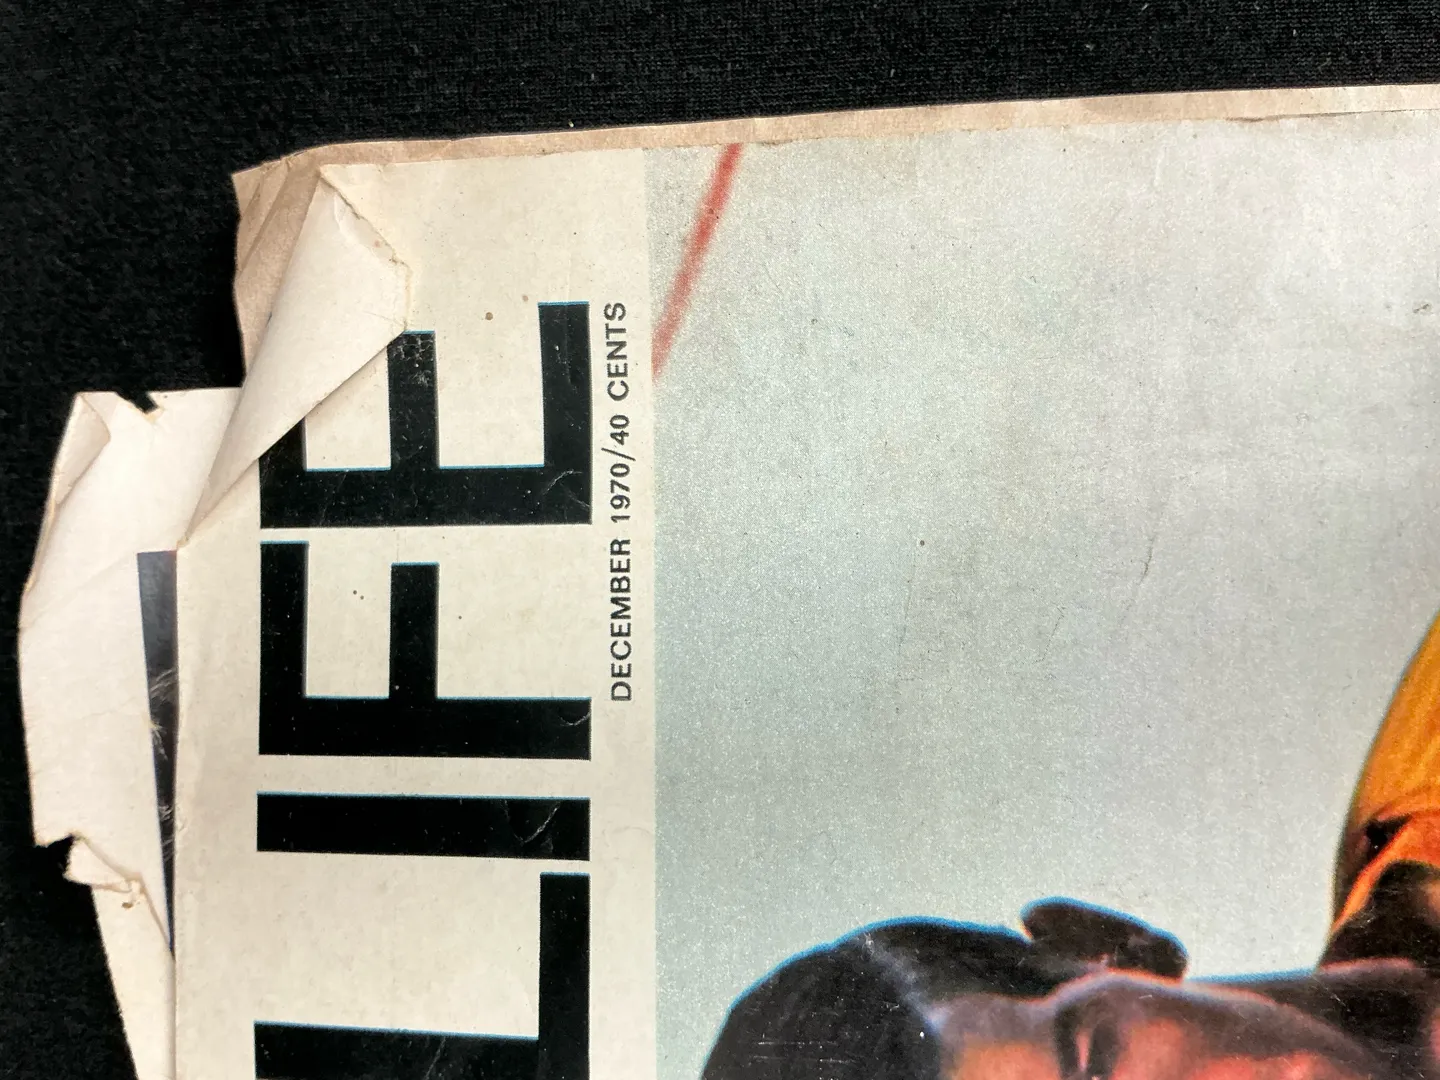 LIFE
DECEMBER 1970/40 CENTS